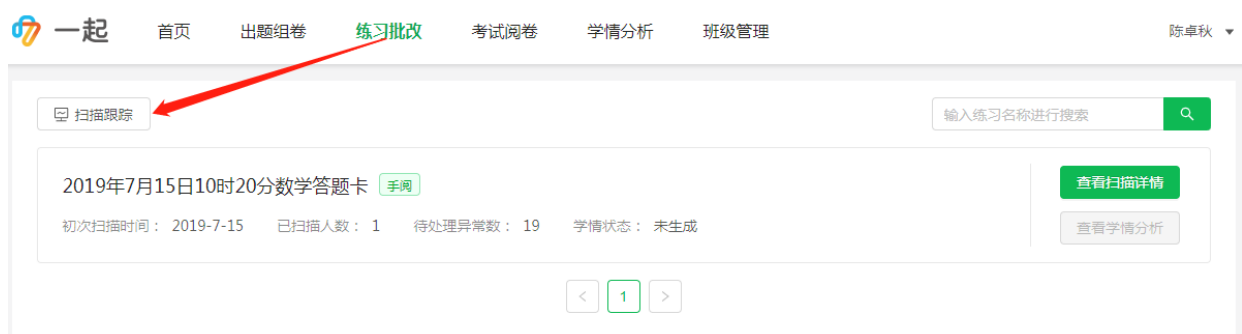 一起 首页 出题组卷 练习批改 考试阅卷 学情分析 班级管理 陈卓秋
扫描跟踪 输入练习名称进行搜索
2019年7月15日10时20分数学答题卡 手阅 查看扫描详情
初次扫描时间： 2019-7-15 已扫描人数： 1 待处理异常数： 19 学情状态： 未生成 查看学情分析
< 1 >